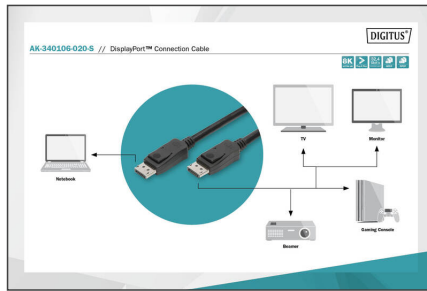 DIGITUS®
AK-340106-020-S // DisplayPort™ Connection Cable
8K
TV
Monitor
Notebook
Gaming Console
Beamer